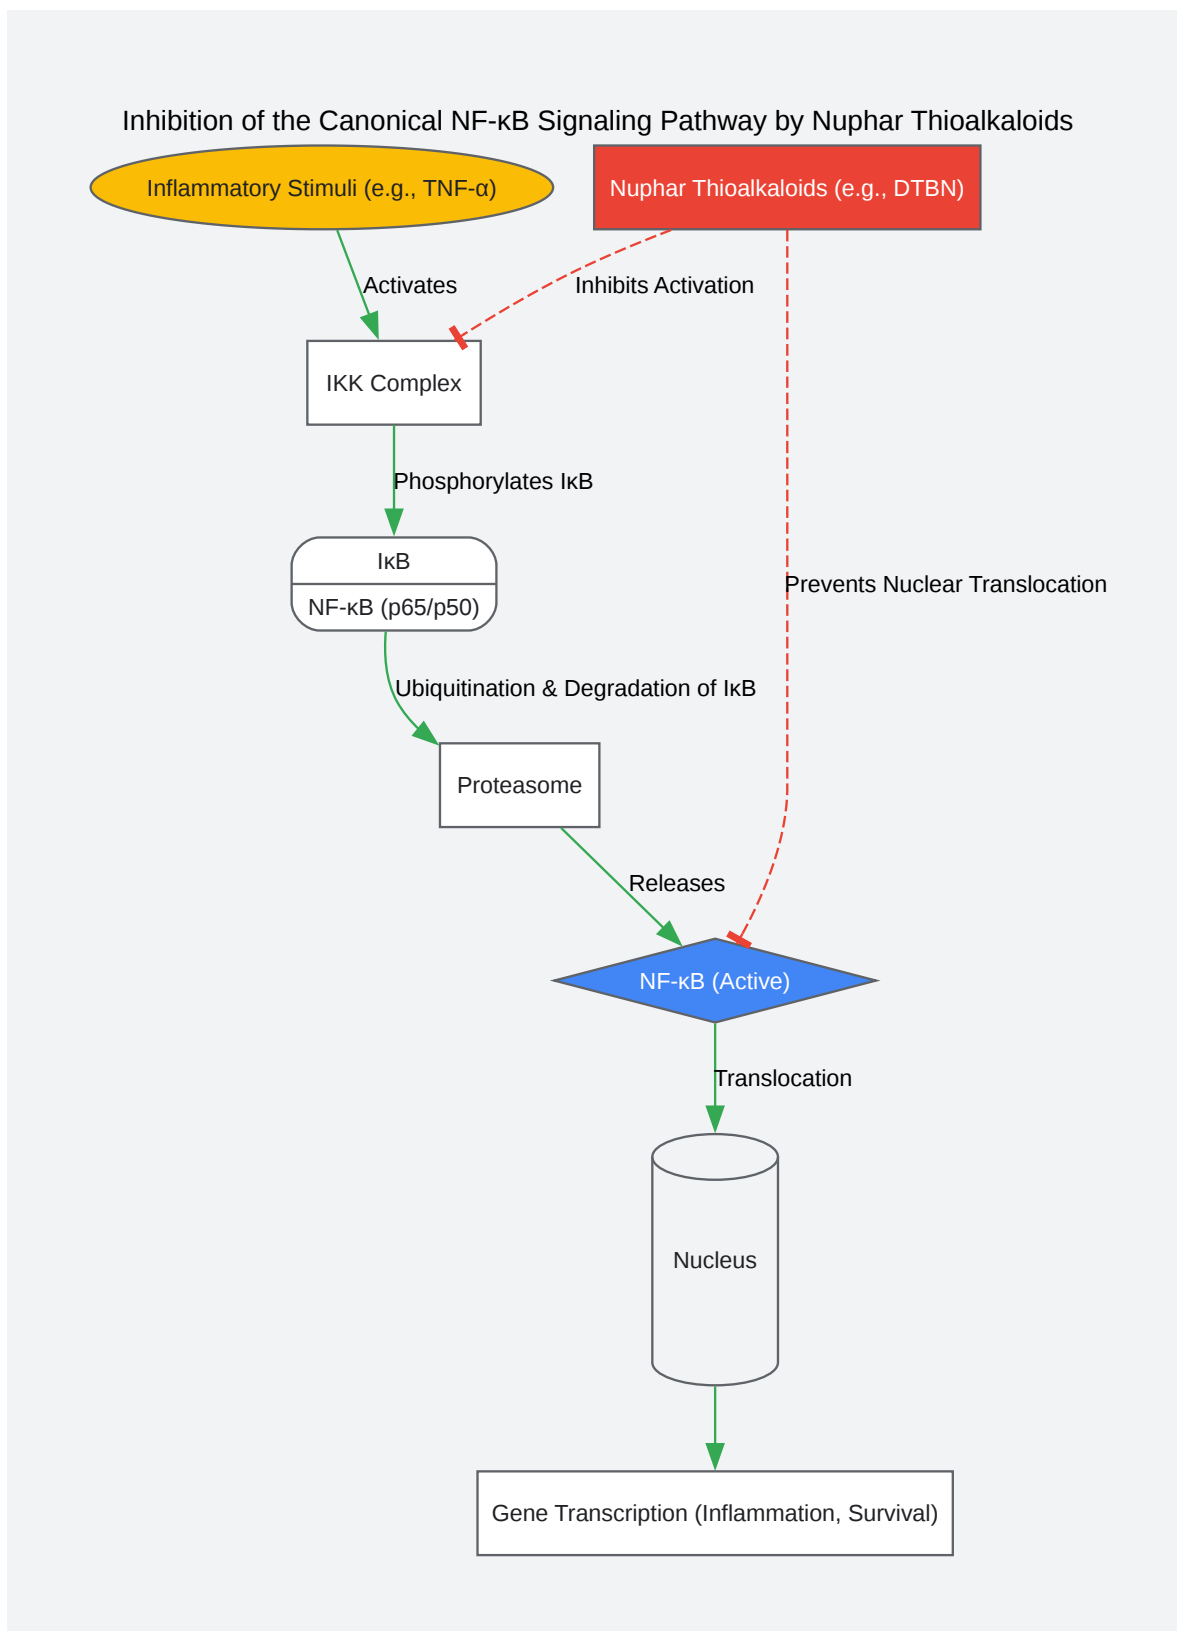 Inhibition of the Canonical NF-κB Signaling Pathway by Nuphar Thioalkaloids
Inflammatory Stimuli (e.g., TNF-α)
Nuphar Thioalkaloids (e.g., DTBN)
Activates
Inhibits Activation
IKK Complex
Phosphorylates IκB
IκB
NF-κB (p65/p50)
Prevents Nuclear Translocation
Ubiquitination & Degradation of IκB
Proteasome
Releases
NF-κB (Active)
Translocation
Nucleus
Gene Transcription (Inflammation, Survival)